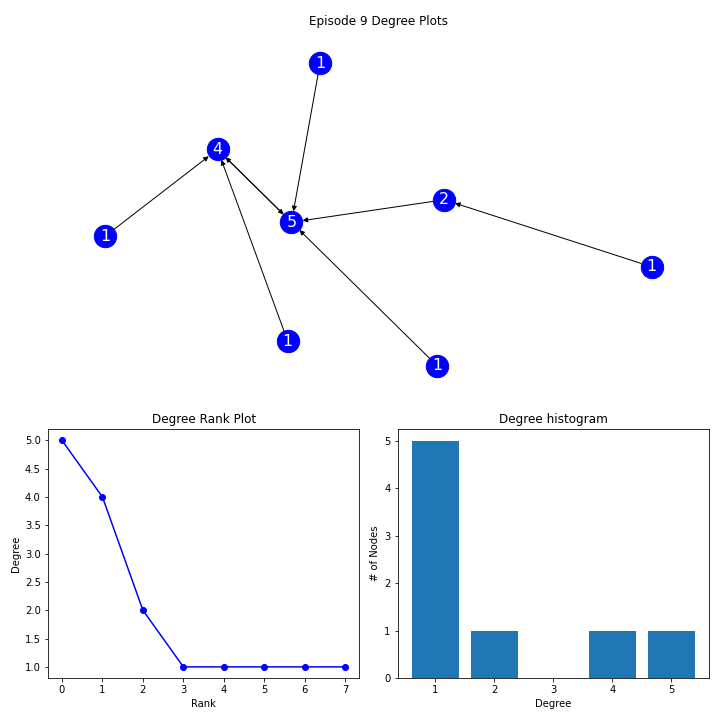 Episode 9 Degree Plots
1
4
2
5
1
1
1
1
Degree Rank Plot
5.0
4.5
4.0
3.5
3.0
2.5
2.0
1.5
1.0
Degree
0 1 2 3 4 5 6 7
Rank
Degree histogram
5
4
3
2
1
0
# of Nodes
1 2 3 4 5
Degree